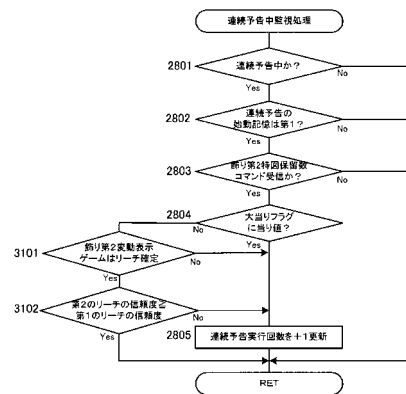 連続予告中監視処理
2801
連続予告中か？
No
Yes
2802
連続予告の
始動記憶は第1？
No
Yes
2803
飾り第2特図保留数
コマンド受信か？
No
Yes
2804
大当りフラグ
に当り値？
No
Yes
3101
飾り第2変動表示
ゲームはリーチ確定
No
Yes
3102
第2のリーチの信頼度≧
第1のリーチの信頼度
No
Yes
2805
連続予告実行回数を＋1更新
RET